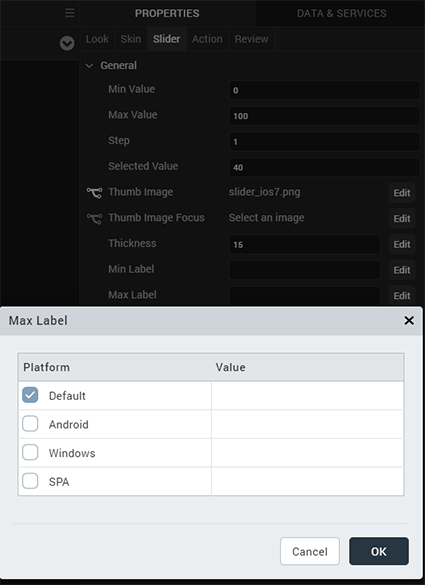 PROPERTIES DATA & SERVICES
Look Skin Slider Action Review
General
Min Value 0
Max Value 100
Step 1
Selected Value 40
Thumb Image slider_ios7.png Edit
Thumb Image Focus Select an image Edit
Thickness 15 Edit
Min Label Edit
Max Label Edit
Max Label
Platform Value
Default
Android
Windows
SPA
Cancel OK